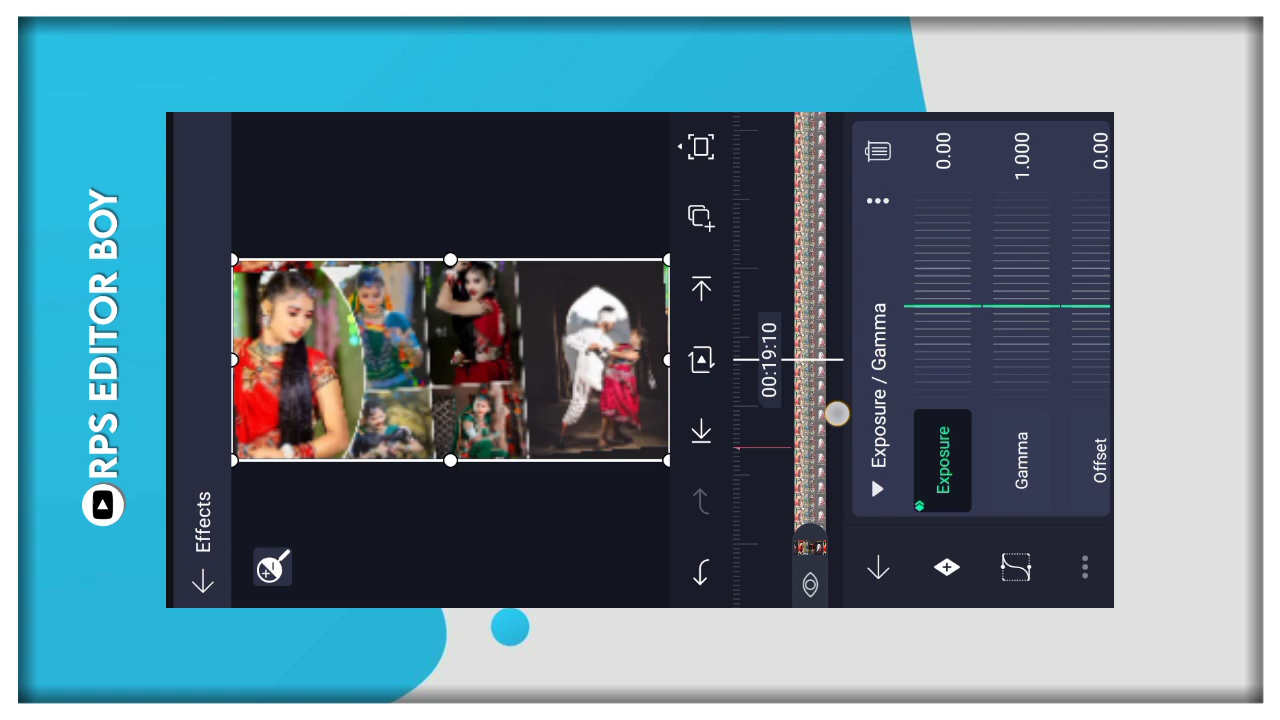 RPS EDITOR BOY
Effects
00:19:10
Exposure / Gamma
Exposure
0.00
Gamma
1.000
Offset
0.00